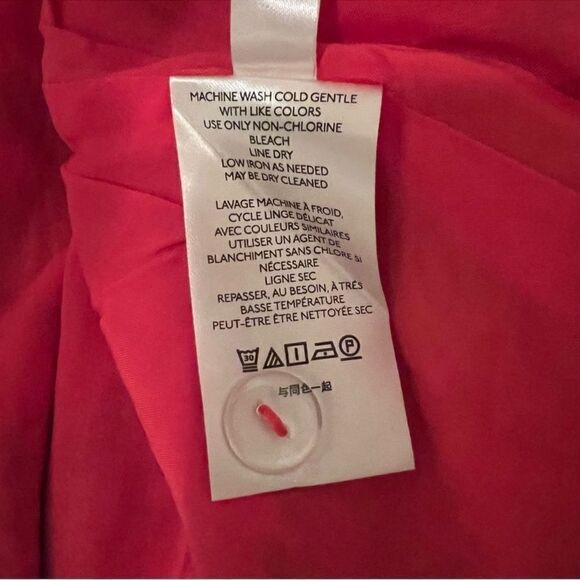 MACHINE WASH COLD GENTLE
WITH LIKE COLORS
USE ONLY NON-CHLORINE
BLEACH
LINE DRY
LOW IRON AS NEEDED
MAY BE DRY CLEANED
LAVAGE MACHINE À FROID,
CYCLE LINGE DÉLICAT
AVEC COULEURS SIMILAIRES
UTILISER UN AGENT DE
BLANCHIMENT SANS CHLORE SI
NÉCESSAIRE
LIGNE SEC
REPASSER, AU BESOIN, À TRÉS
BASSE TEMPÉRATURE
PEUT-ÊTRE ÊTRE NETTOYÉE SEC
30 P
与同色一起